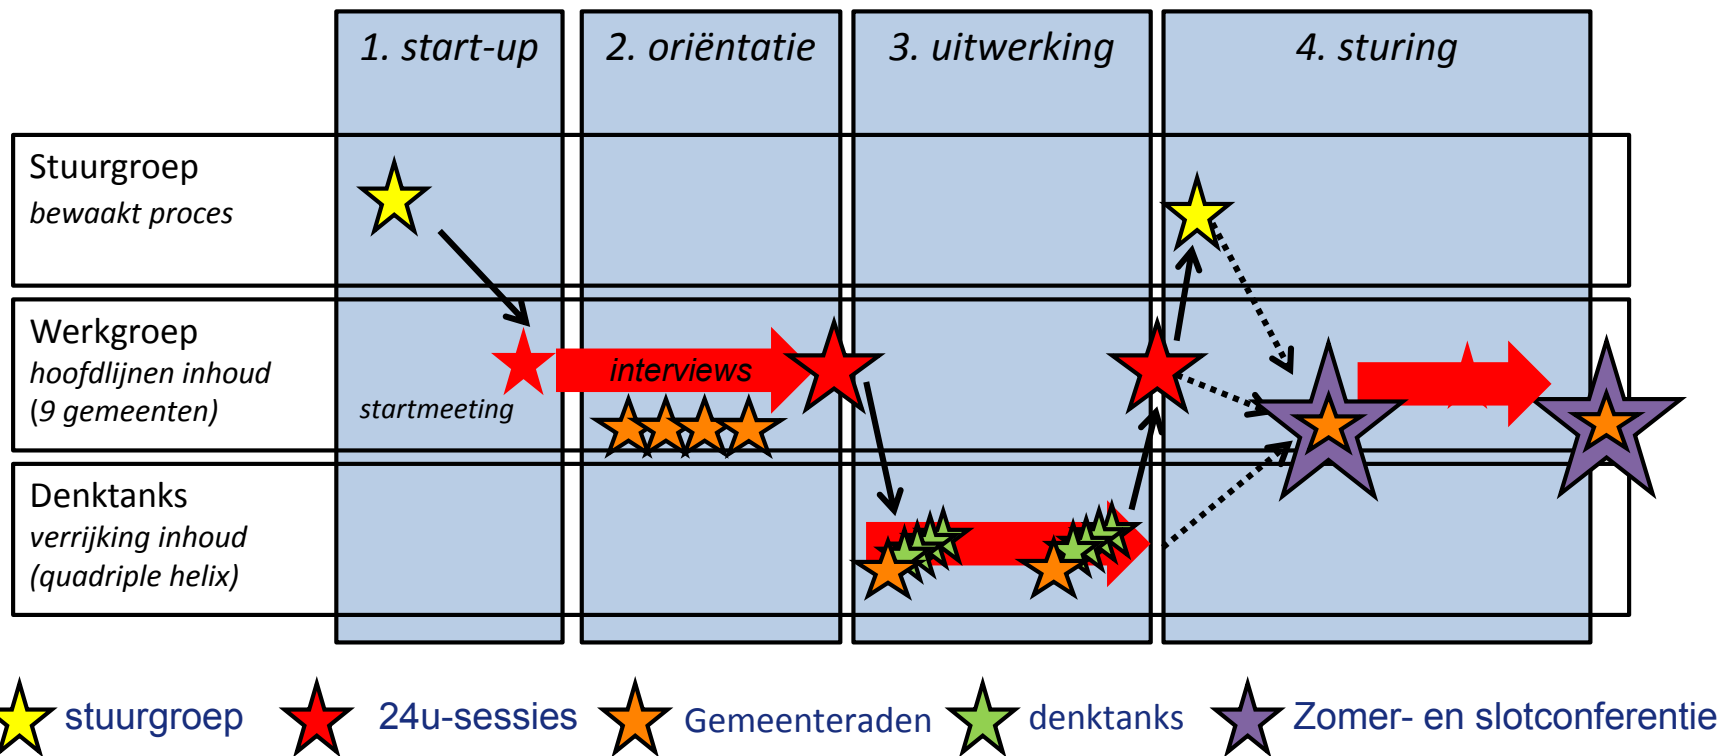 1. start-up
2. oriëntatie
3. uitwerking
4. sturing
Stuurgroep
bewaakt proces
Werkgroep
hoofdlijnen inhoud
(9 gemeenten)
startmeeting
interviews
Denktanks
verrijking inhoud
(quadriple helix)
stuurgroep
24u-sessies
Gemeenteraden
denktanks
Zomer- en slotconferentie